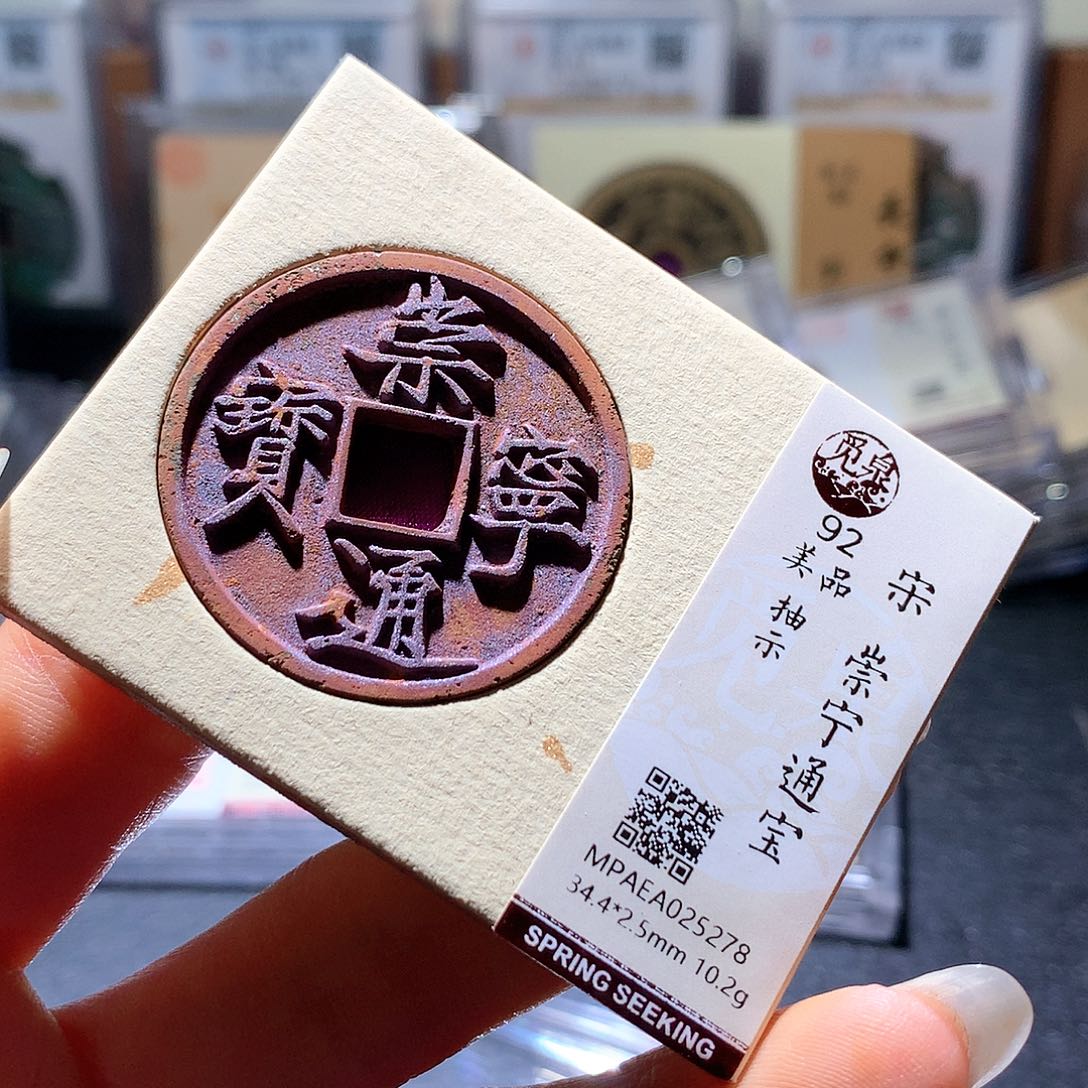 崇寧通寶
觅泉
92
美品
抽示
宋 崇宁通宝
MPAEA025278
34.4*2.5mm 10.2g
SPRING SEEKING